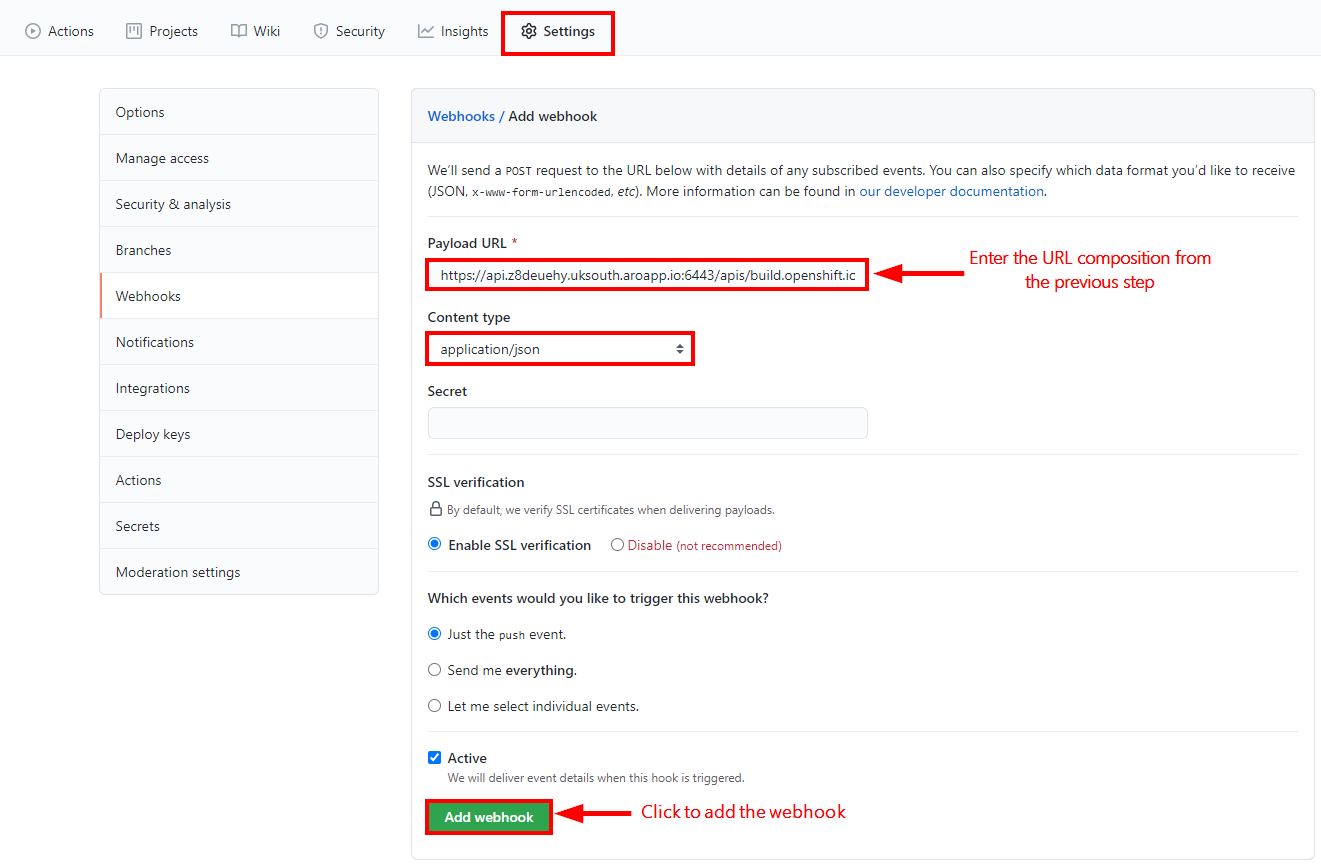 Actions Projects Wiki Security Insights Settings
Options
Manage access
Security & analysis
Branches
Webhooks
Notifications
Integrations
Deploy keys
Actions
Secrets
Moderation settings
Webhooks / Add webhook
We’ll send a POST request to the URL below with details of any subscribed events. You can also specify which data format you’d like to receive
(JSON, x-www-form-urlencoded, etc). More information can be found in our developer documentation.
Payload URL *
https://api.z8deuehy.uksouth.aroapp.io:6443/apis/build.openshift.ic
Enter the URL composition from
the previous step
Content type
application/json
Secret
SSL verification
By default, we verify SSL certificates when delivering payloads.
Enable SSL verification Disable (not recommended)
Which events would you like to trigger this webhook?
Just the push event.
Send me everything.
Let me select individual events.
Active
We will deliver event details when this hook is triggered.
Add webhook
Click to add the webhook